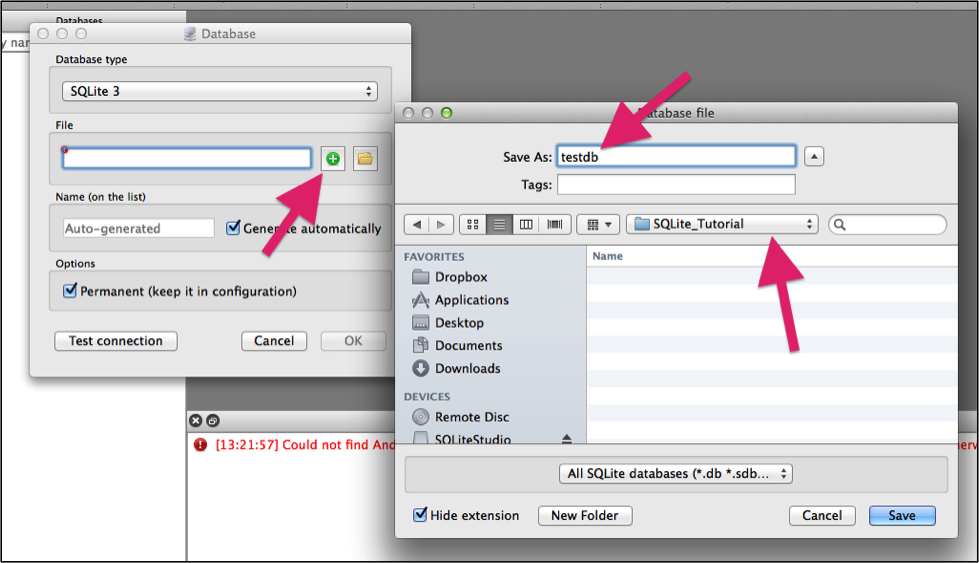 Databases
Database
Database type
SQLite 3
File
Name (on the list)
Auto-generated
Generate automatically
Options
Permanent (keep it in configuration)
Test connection
Cancel
OK
Database file
Save As:
testdb
Tags:
SQLite_Tutorial
FAVORITES
Dropbox
Applications
Desktop
Documents
Downloads
DEVICES
Remote Disc
SQLiteStudio
Name
All SQLite databases (*.db *.sdb...
Hide extension
New Folder
Cancel
Save
[13:21:57] Could not find And